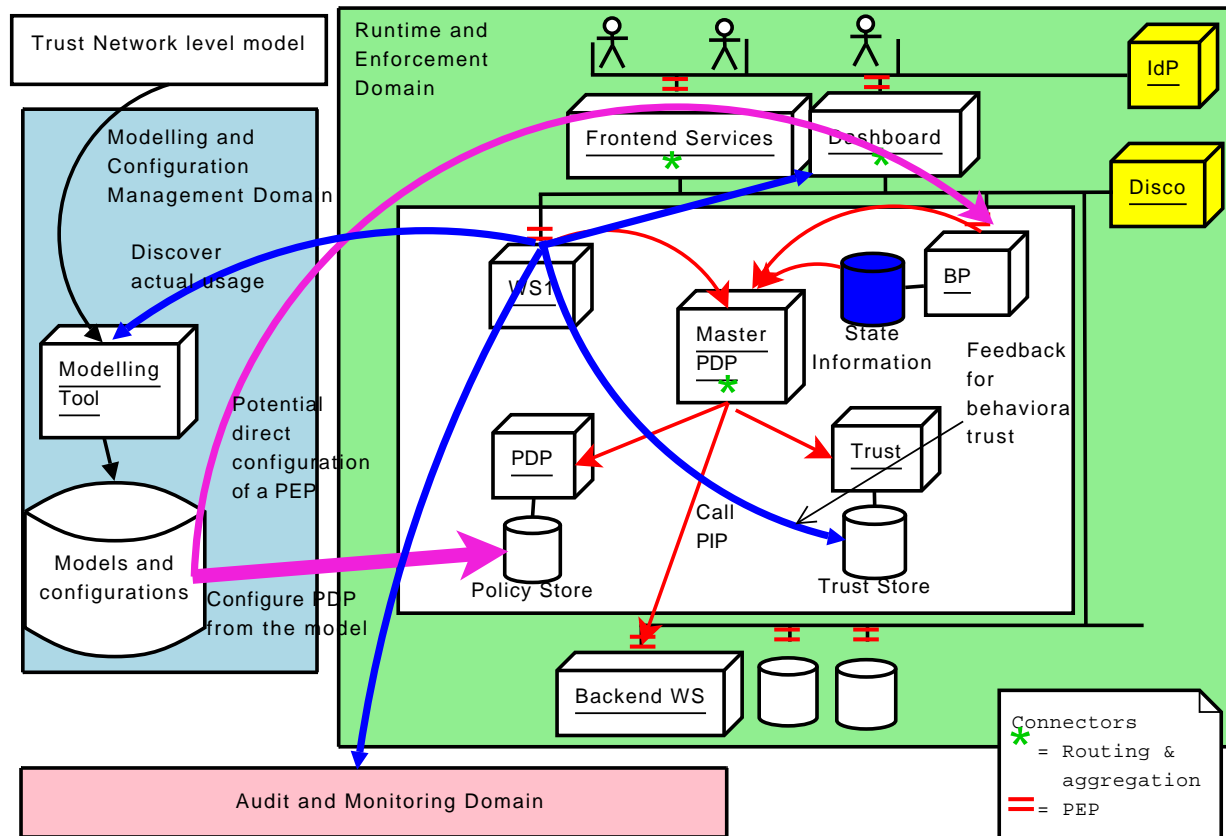 Trust Network level model
Runtime and
Enforcement
Domain
IdP
Modelling and
Configuration
Management Domain
Frontend Services
Dashboard
Disco
Discover
actual usage
WS1
BP
State
Information
Master
PDP
Feedback
for
behaviora
trust
Modelling
Tool
Potential
direct
configuration
of a PEP
PDP
Trust
Call
PIP
Models and
configurations
Policy Store
Trust Store
Configure PDP
from the model
Backend WS
Connectors
* = Routing &
aggregation
= PEP
Audit and Monitoring Domain